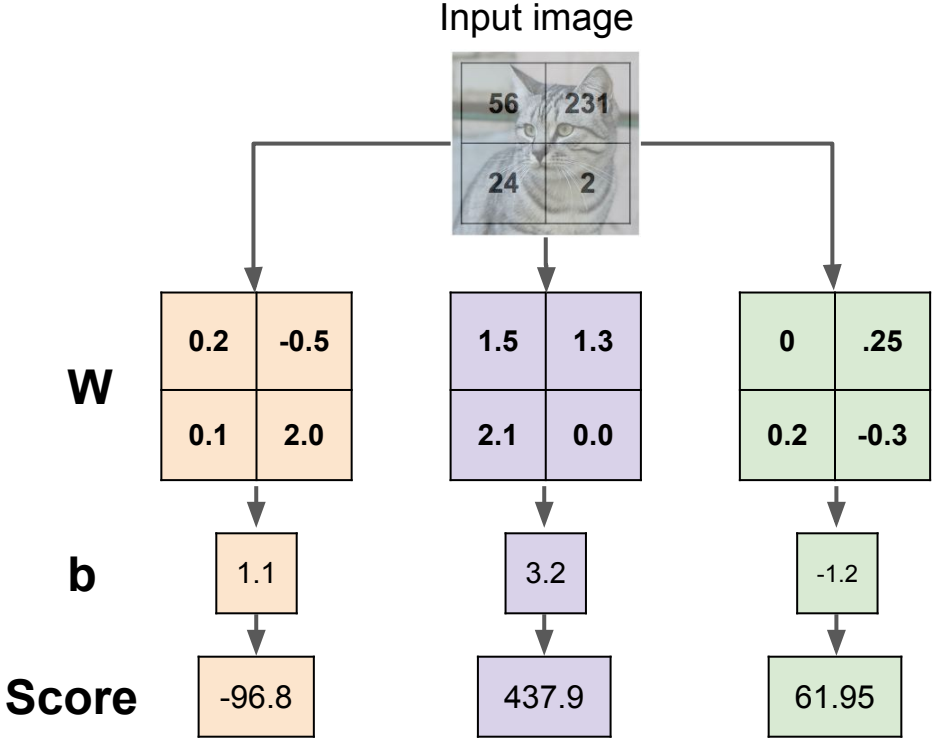 Input image
56 231
24 2
W
0.2 -0.5 1.5 1.3 0 .25
0.1 2.0 2.1 0.0 0.2 -0.3
b 1.1 3.2 -1.2
Score -96.8 437.9 61.95